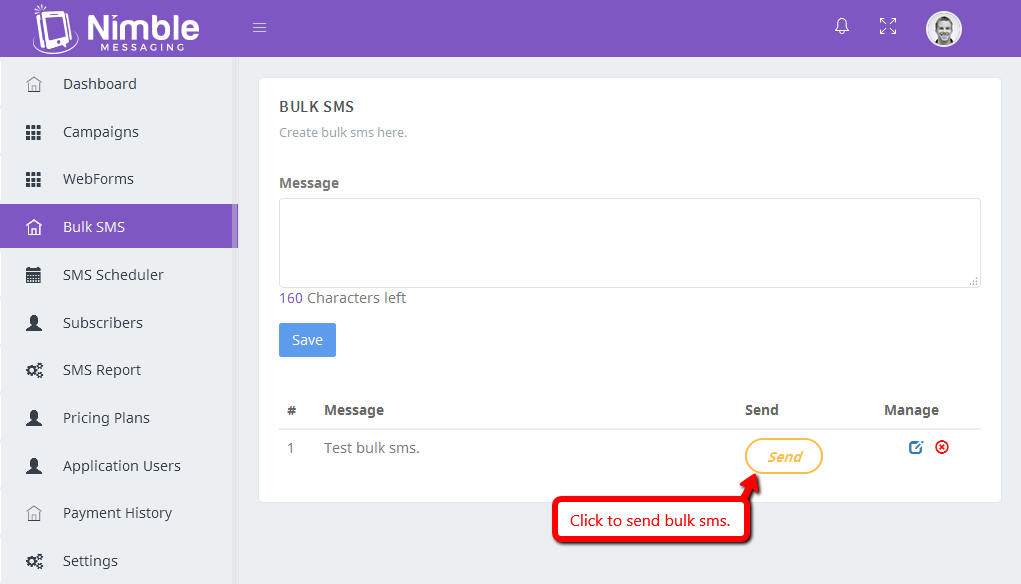 Nimble
MESSAGING
Dashboard
Campaigns
WebForms
Bulk SMS
SMS Scheduler
Subscribers
SMS Report
Pricing Plans
Application Users
Payment History
Settings
BULK SMS
Create bulk sms here.
Message
160 Characters left
Save
# Message Send Manage
1 Test bulk sms. Send
Click to send bulk sms.